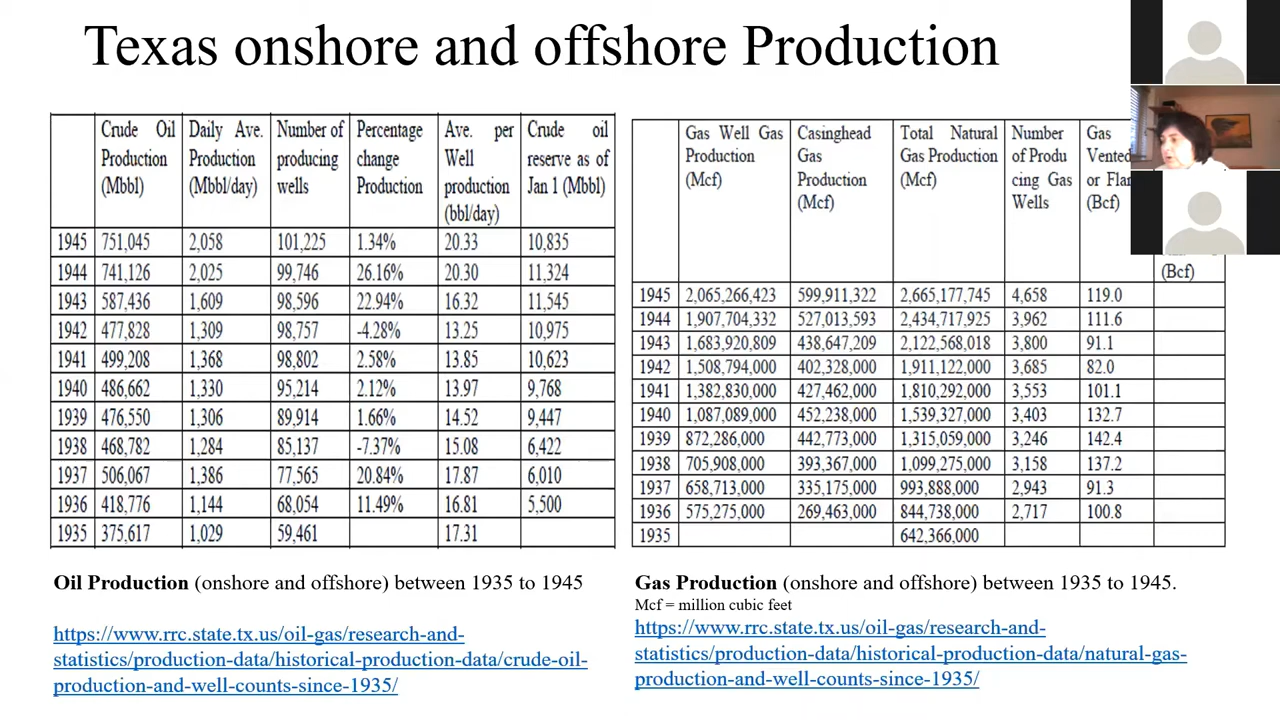 Texas onshore and offshore Production
Crude Oil Production (Mbbl) Daily Ave. Production (Mbbl/day) Number of producing wells Percentage change Production Ave. per Well production (bbl/day) Crude oil reserve as of Jan 1 (Mbbl)
1945 751,045 2,058 101,225 1.34% 20.33 10,835
1944 741,126 2,025 99,746 26.16% 20.30 11,324
1943 587,436 1,609 98,596 22.94% 16.32 11,545
1942 477,828 1,309 98,757 -4.28% 13.25 10,975
1941 499,208 1,368 98,802 2.58% 13.85 10,623
1940 486,662 1,330 95,214 2.12% 13.97 9,768
1939 476,550 1,306 89,914 1.66% 14.52 9,447
1938 468,782 1,284 85,137 -7.37% 15.08 6,422
1937 506,067 1,386 77,565 20.84% 17.87 6,010
1936 418,776 1,144 68,054 11.49% 16.81 5,500
1935 375,617 1,029 59,461 17.31
Oil Production (onshore and offshore) between 1935 to 1945
https://www.rrc.state.tx.us/oil-gas/research-and-
statistics/production-data/historical-production-data/crude-oil-
production-and-well-counts-since-1935/
Gas Well Gas Production (Mcf) Casinghead Gas Production (Mcf) Total Natural Gas Production (Mcf) Number of Produ cing Gas Wells Gas Vented or Flar (Bcf) (Bcf)
1945 2,065,266,423 599,911,322 2,665,177,745 4,658 119.0
1944 1,907,704,332 527,013,593 2,434,717,925 3,962 111.6
1943 1,683,920,809 438,647,209 2,122,568,018 3,800 91.1
1942 1,508,794,000 402,328,000 1,911,122,000 3,685 82.0
1941 1,382,830,000 427,462,000 1,810,292,000 3,553 101.1
1940 1,087,089,000 452,238,000 1,539,327,000 3,403 132.7
1939 872,286,000 442,773,000 1,315,059,000 3,246 142.4
1938 705,908,000 393,367,000 1,099,275,000 3,158 137.2
1937 658,713,000 335,175,000 993,888,000 2,943 91.3
1936 575,275,000 269,463,000 844,738,000 2,717 100.8
1935 642,366,000
Gas Production (onshore and offshore) between 1935 to 1945.
Mcf = million cubic feet
https://www.rrc.state.tx.us/oil-gas/research-and-
statistics/production-data/historical-production-data/natural-gas-
production-and-well-counts-since-1935/